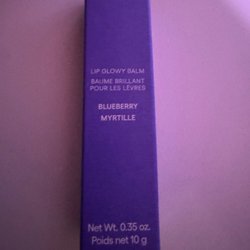 LIP GLOWY BALM
BAUME BRILLANT
POUR LES LÈVRES
BLUEBERRY
MYRTILLE
Net Wt. 0.35 oz.
Poids net 10 g